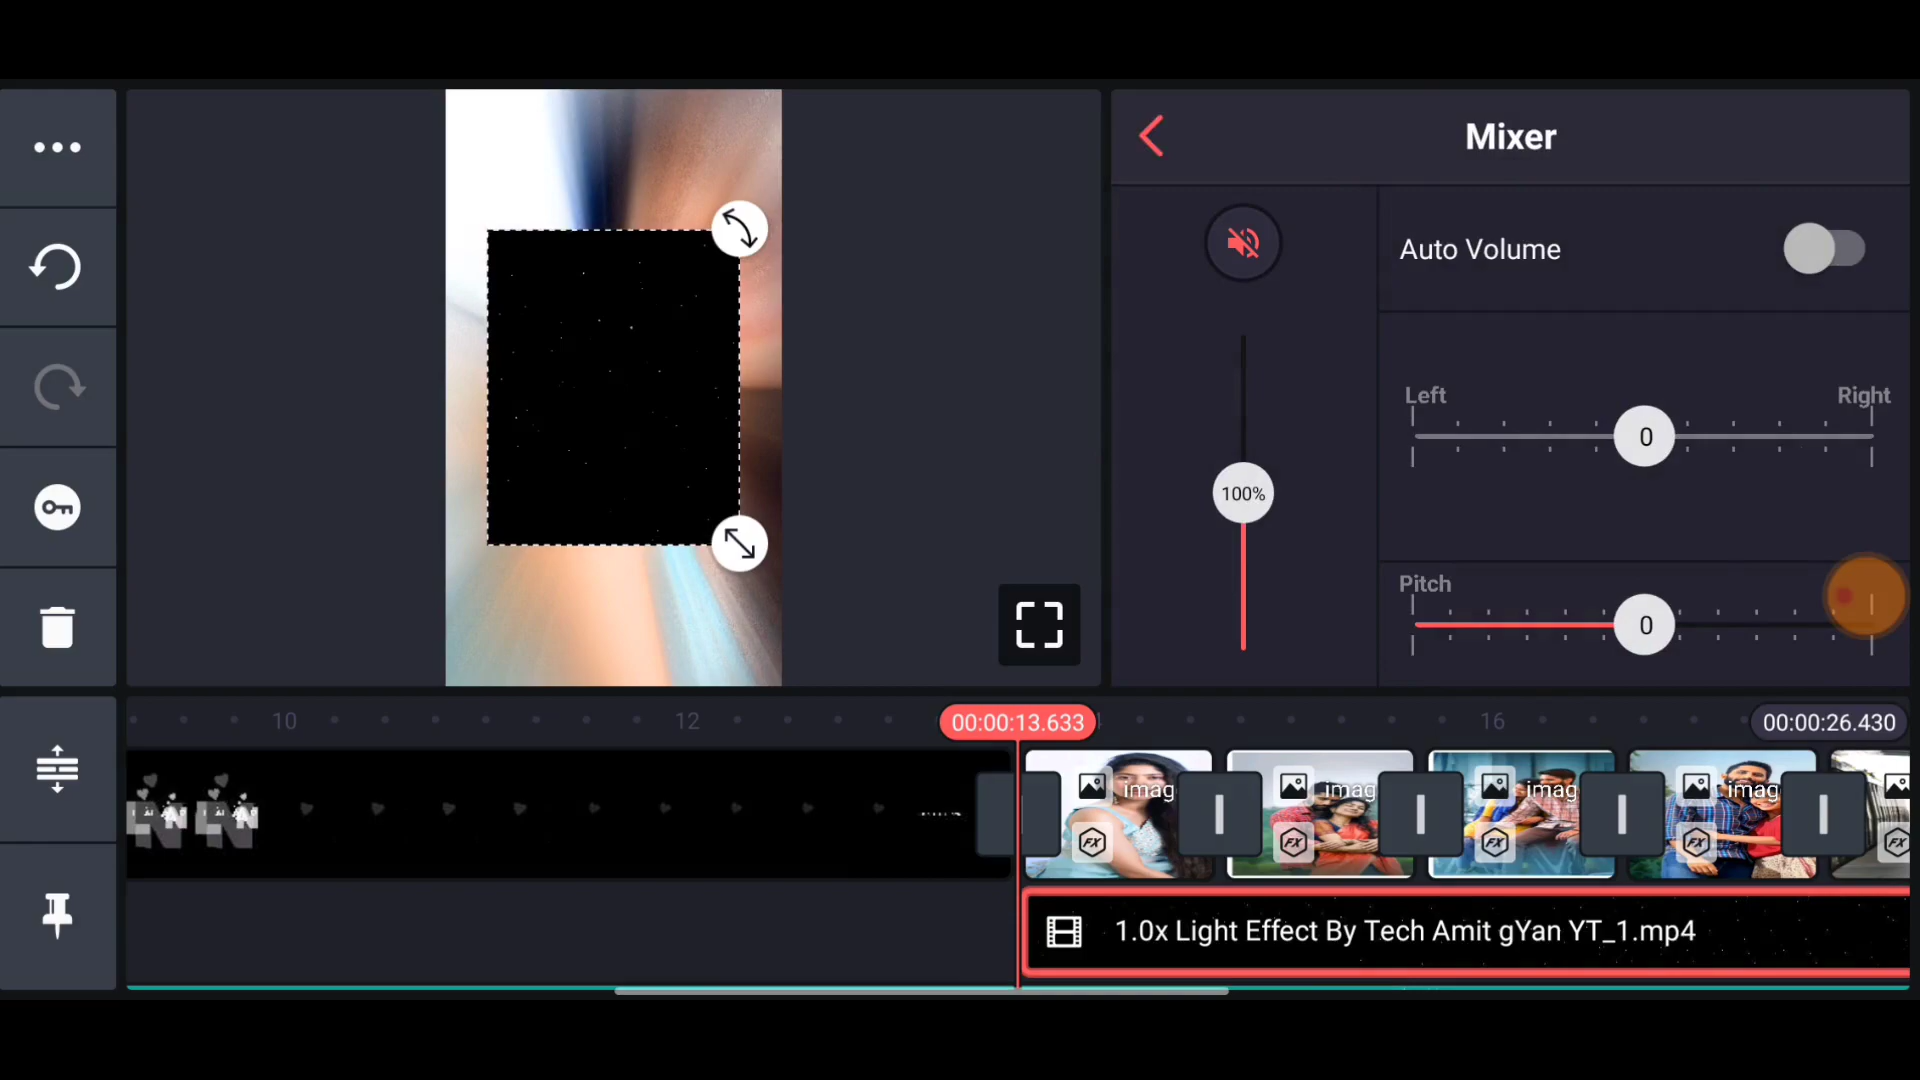 Mixer
Auto Volume
Left
Right
0
100%
Pitch
0
10
12
00:00:13.633
16
00:00:26.430
imag
imag
imag
imag
1.0x Light Effect By Tech Amit gYan YT_1.mp4